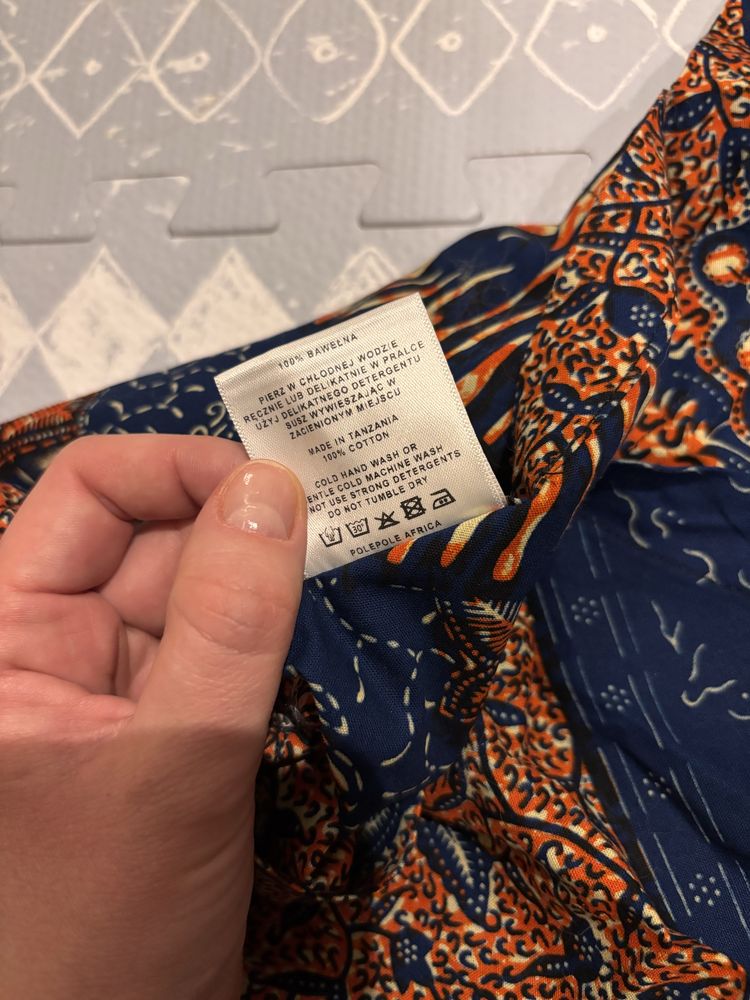 100% BAWEŁNA
PIERZ W CHŁODNEJ WODZIE
RĘCZNIE LUB DELIKATNIE W PRALCE
UŻYJ DELIKATNEGO DETERGENTU
SUSZ WYWIESZAJĄC W
ZACIENIONYM MIEJSCU
MADE IN TANZANIA
100% COTTON
COLD HAND WASH OR
ENTLE COLD MACHINE WASH
NOT USE STRONG DETERGENTS
DO NOT TUMBLE DRY
30°
POLEPOLE AFRICA